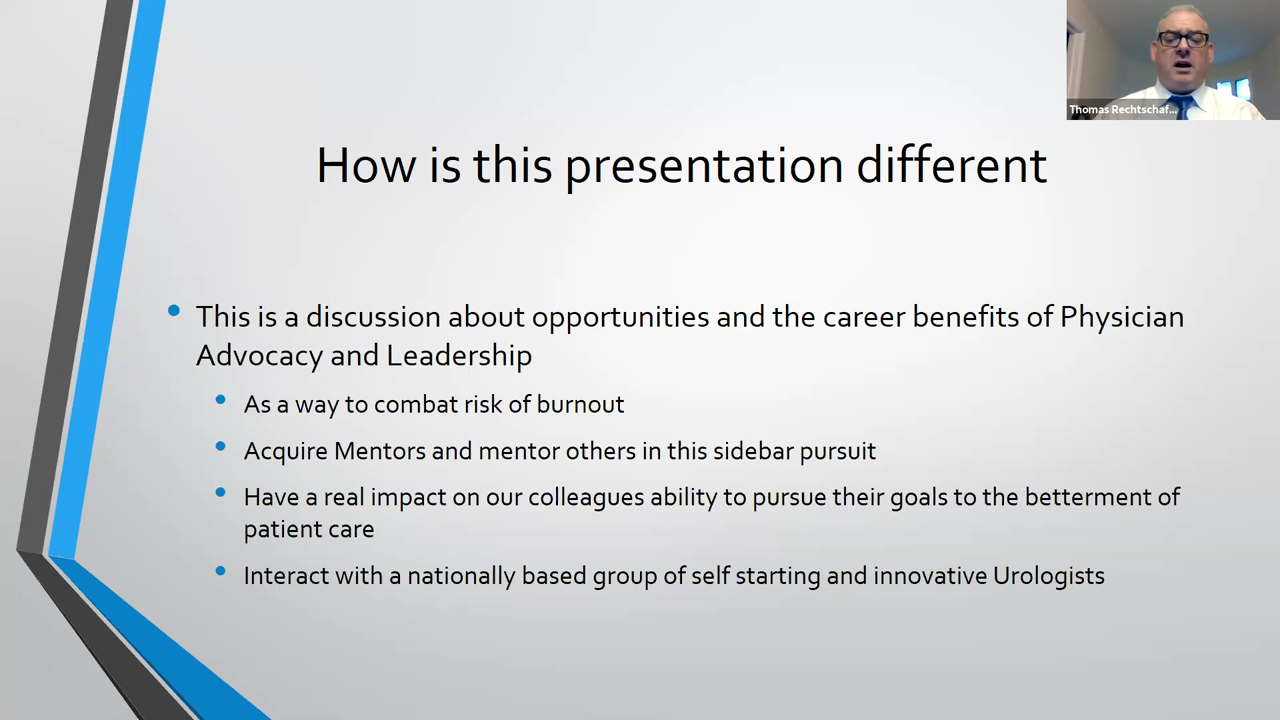 Thomas Rechtschaf...
How is this presentation different
• This is a discussion about opportunities and the career benefits of Physician
Advocacy and Leadership
• As a way to combat risk of burnout
• Acquire Mentors and mentor others in this sidebar pursuit
• Have a real impact on our colleagues ability to pursue their goals to the betterment of
patient care
• Interact with a nationally based group of self starting and innovative Urologists